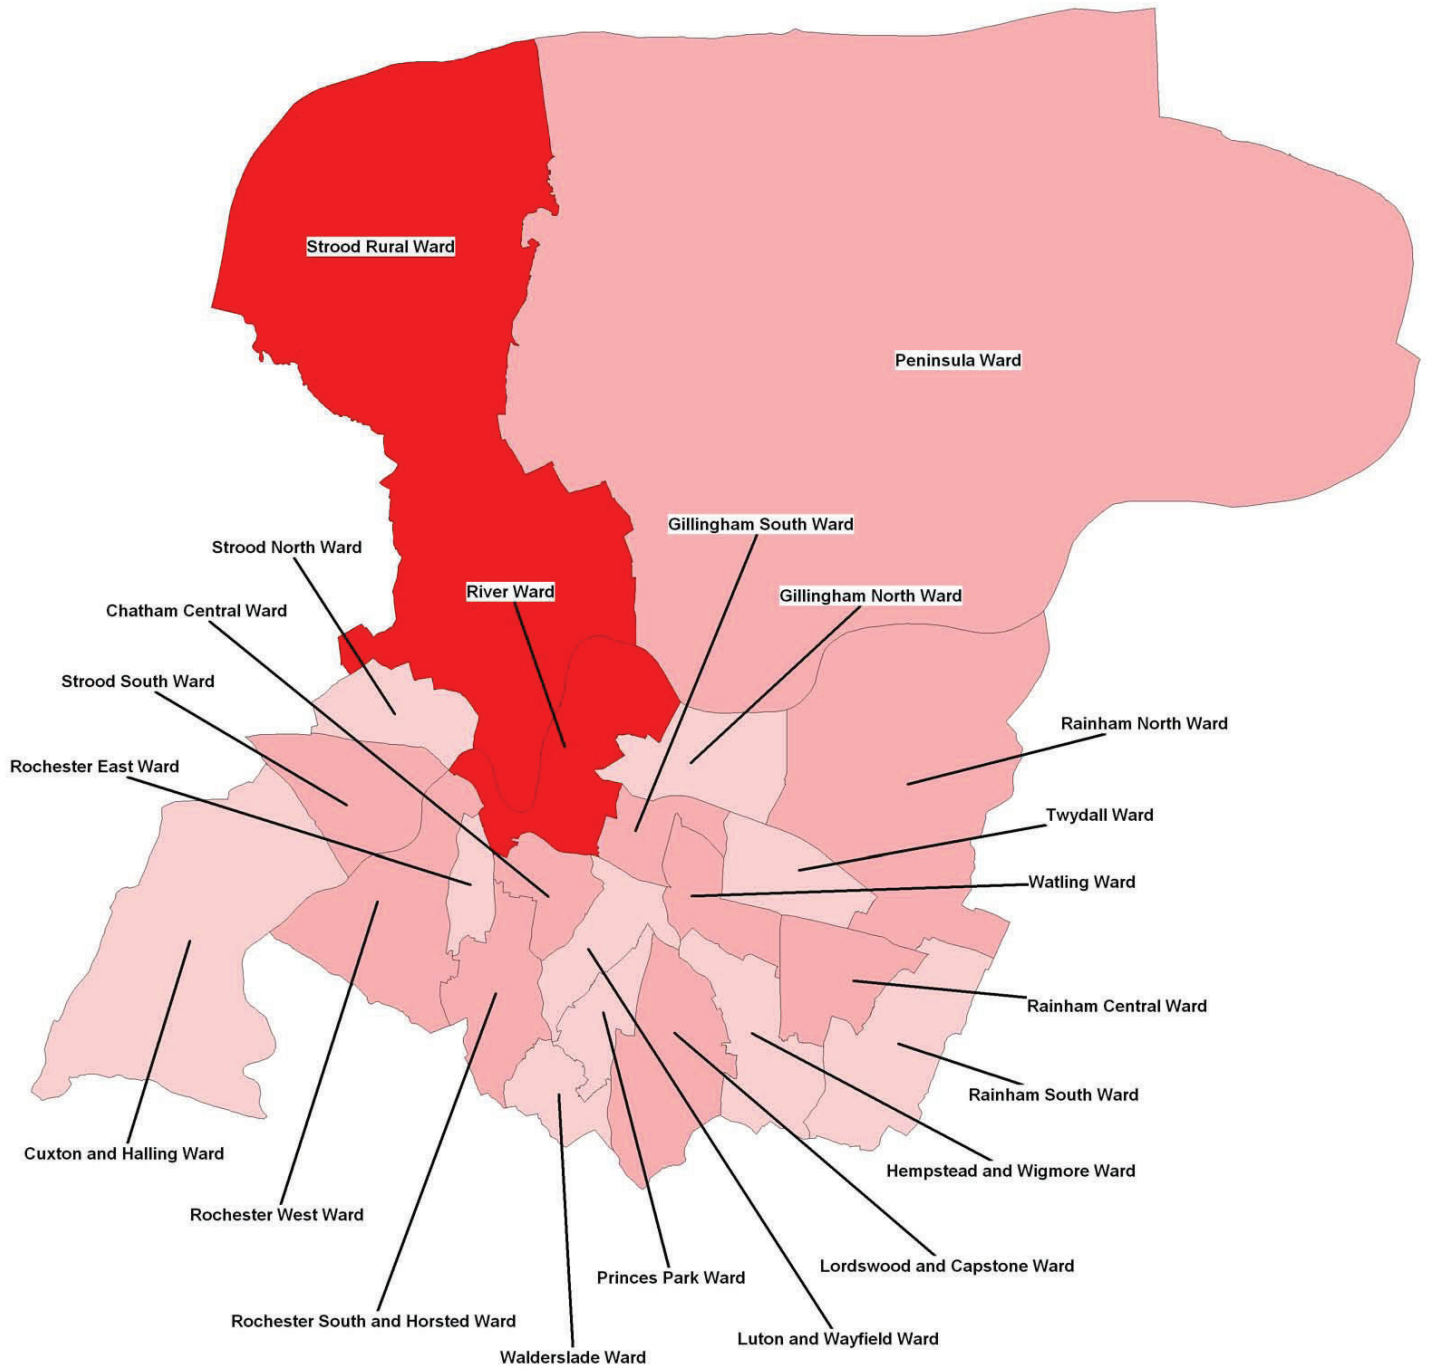 Strood Rural Ward
Peninsula Ward
Gillingham South Ward
Strood North Ward
River Ward
Gillingham North Ward
Chatham Central Ward
Strood South Ward
Rainham North Ward
Rochester East Ward
Twydall Ward
Watling Ward
Rainham Central Ward
Rainham South Ward
Cuxton and Halling Ward
Hempstead and Wigmore Ward
Rochester West Ward
Lordswood and Capstone Ward
Princes Park Ward
Rochester South and Horsted Ward
Luton and Wayfield Ward
Walderslade Ward